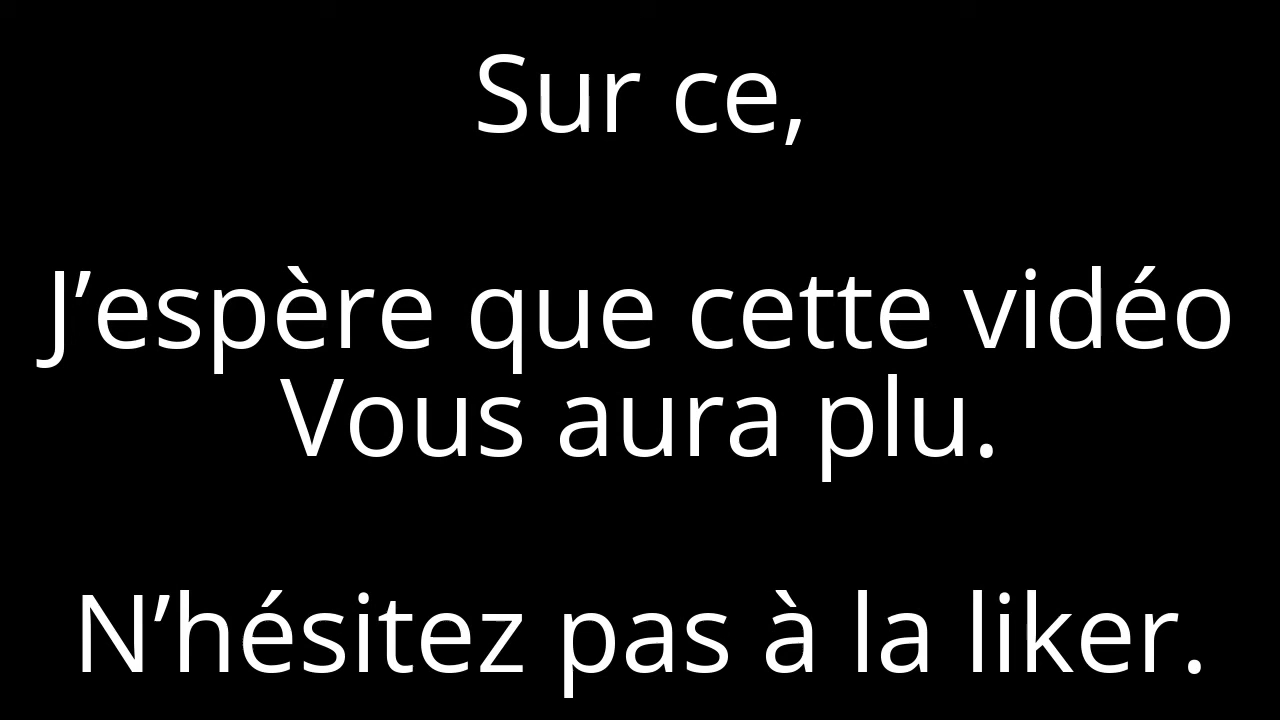 Sur ce,
J’espère que cette vidéo
Vous aura plu.
N’hésitez pas à la liker.